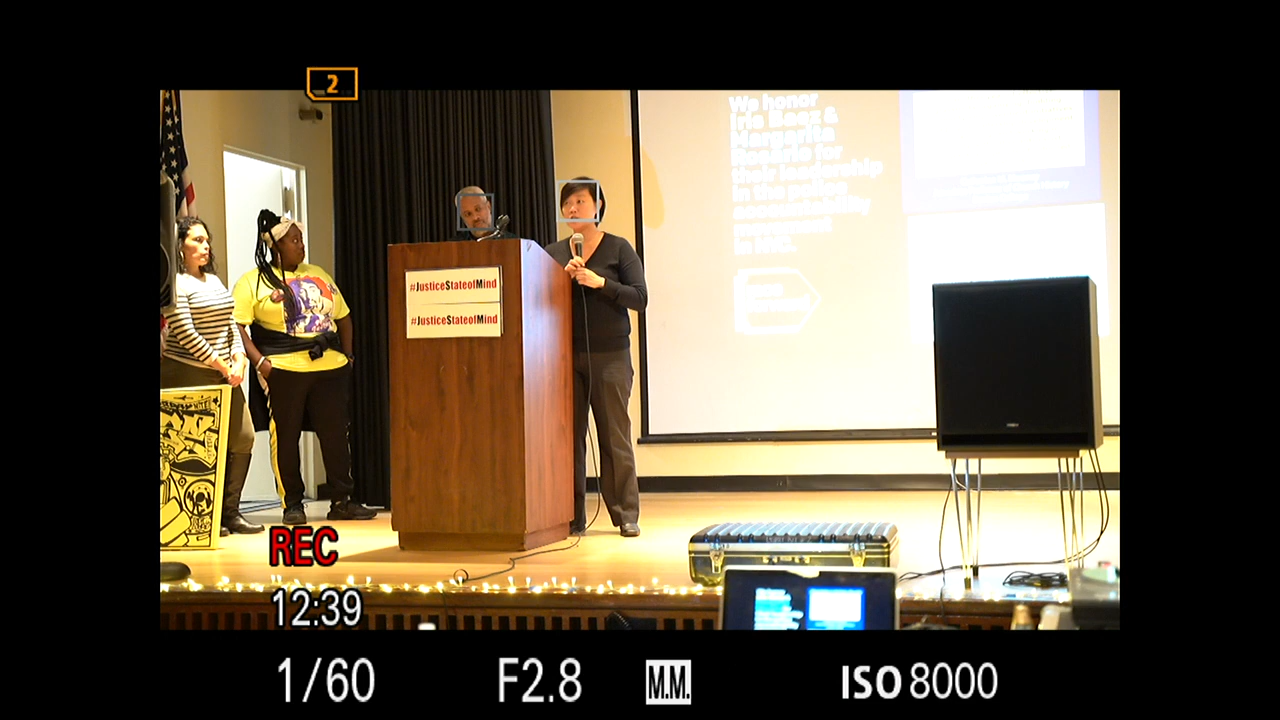 2
We honor
Iris Baez &
Margarita
Rosario for
their leadership
in the police
accountability
movement
in NYC.
#JusticeStateofMind
#JusticeStateofMind
REC
12:39
1/60 F2.8 M.M. ISO 8000